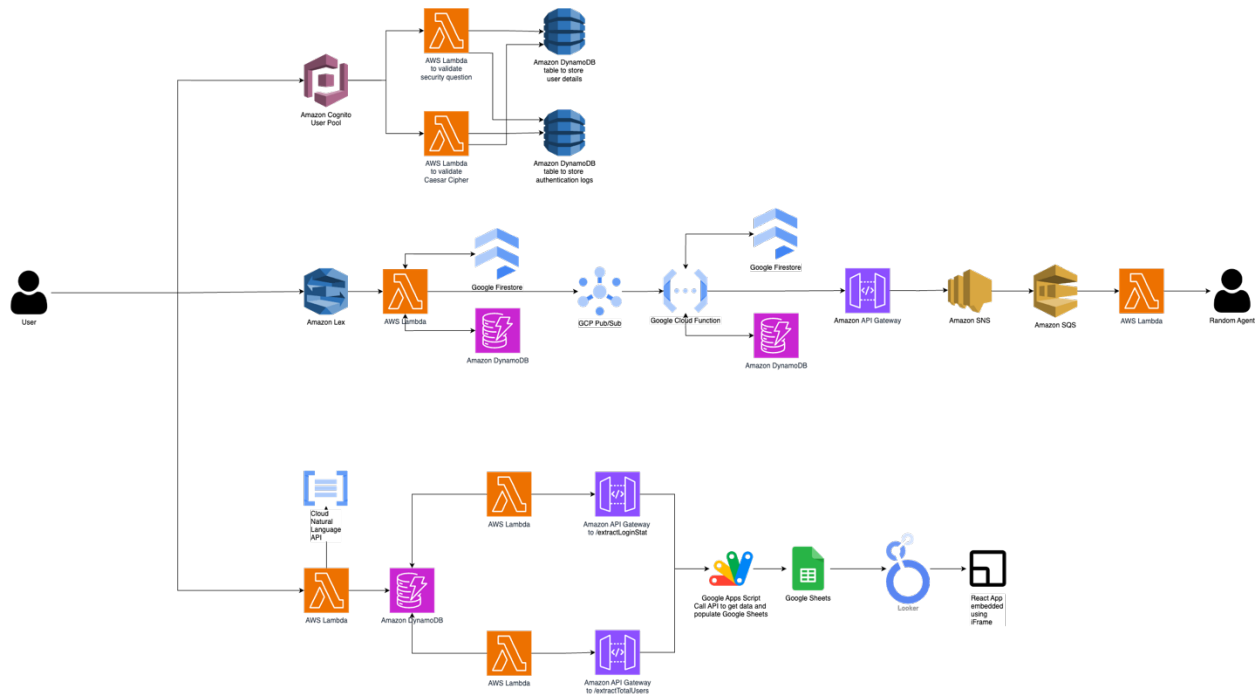 AWS Lambda
to validate
security question
Amazon DynamoDB
table to store
user details
Amazon Cognito
User Pool
AWS Lambda
to validate
Caesar Cipher
Amazon DynamoDB
table to store
authentication logs
Google Firestore
Google Firestore
User
Amazon Lex
AWS Lambda
GCP Pub/Sub
Google Cloud Function
Amazon API Gateway
Amazon SNS
Amazon SQS
AWS Lambda
Random Agent
Amazon DynamoDB
Amazon DynamoDB
Cloud
Natural
Language
API
AWS Lambda
Amazon API Gateway
to /extractLoginStat
AWS Lambda
Amazon DynamoDB
Google Apps Script
Call API to get data and
populate Google Sheets
Google Sheets
Looker
React App
embedded
using
iFrame
AWS Lambda
Amazon API Gateway
to /extractTotalUsers